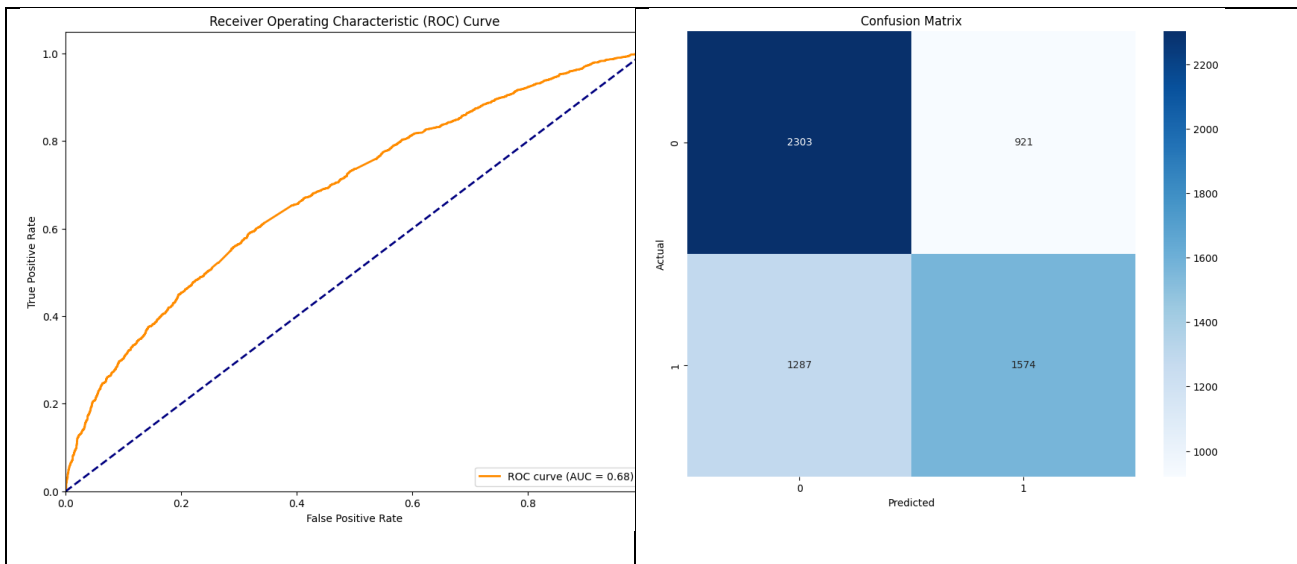 Receiver Operating Characteristic (ROC) Curve
1.0
0.8
0.6
0.4
0.2
0.0
True Positive Rate
0.0 0.2 0.4 0.6 0.8
False Positive Rate
ROC curve (AUC = 0.68)
Confusion Matrix
0
1
Actual
2303 921
1287 1574
0 1
Predicted
2200
2000
1800
1600
1400
1200
1000